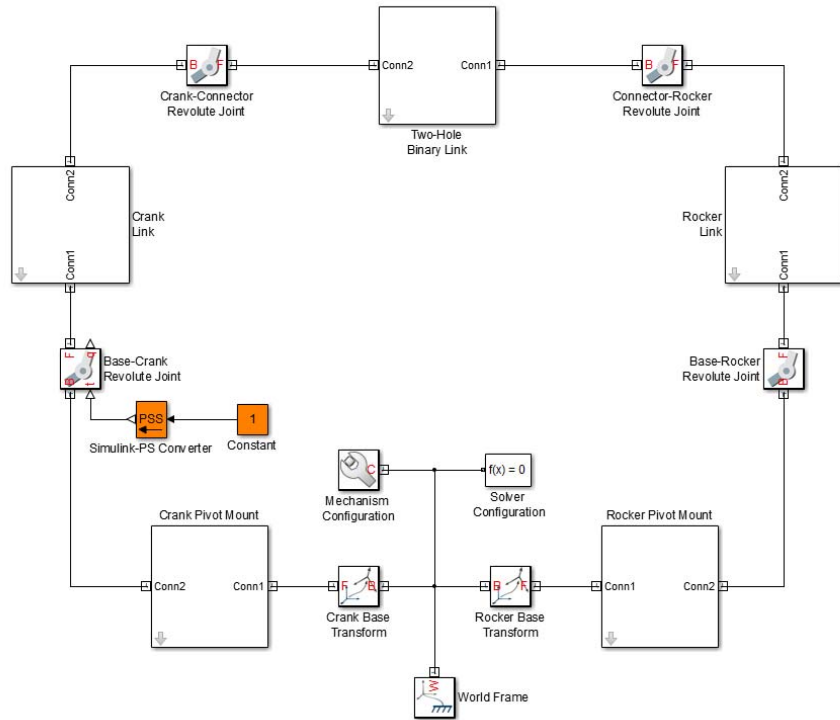 B F
Crank-Connector
Revolute Joint
Conn2 Conn1
Two-Hole
Binary Link
B F
Connector-Rocker
Revolute Joint
Conn2
Conn1
Crank
Link
Conn2
Conn1
Rocker
Link
F q
B t
Base-Crank
Revolute Joint
F
B
Base-Rocker
Revolute Joint
PSS
Simulink-PS Converter
1
Constant
C
Mechanism
Configuration
f(x) = 0
Solver
Configuration
Crank Pivot Mount
Conn2 Conn1
F B
Crank Base
Transform
B F
Rocker Base
Transform
Rocker Pivot Mount
Conn1 Conn2
W
World Frame